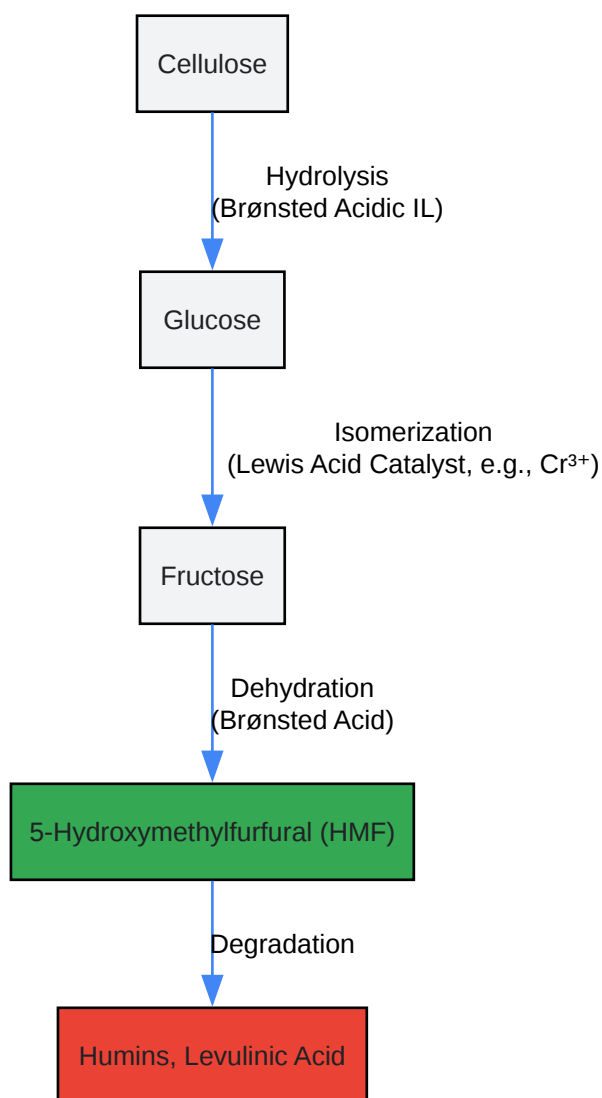 Cellulose
Hydrolysis
(Brønsted Acidic IL)
Glucose
Isomerization
(Lewis Acid Catalyst, e.g., Cr³⁺)
Fructose
Dehydration
(Brønsted Acid)
5-Hydroxymethylfurfural (HMF)
Degradation
Humins, Levulinic Acid